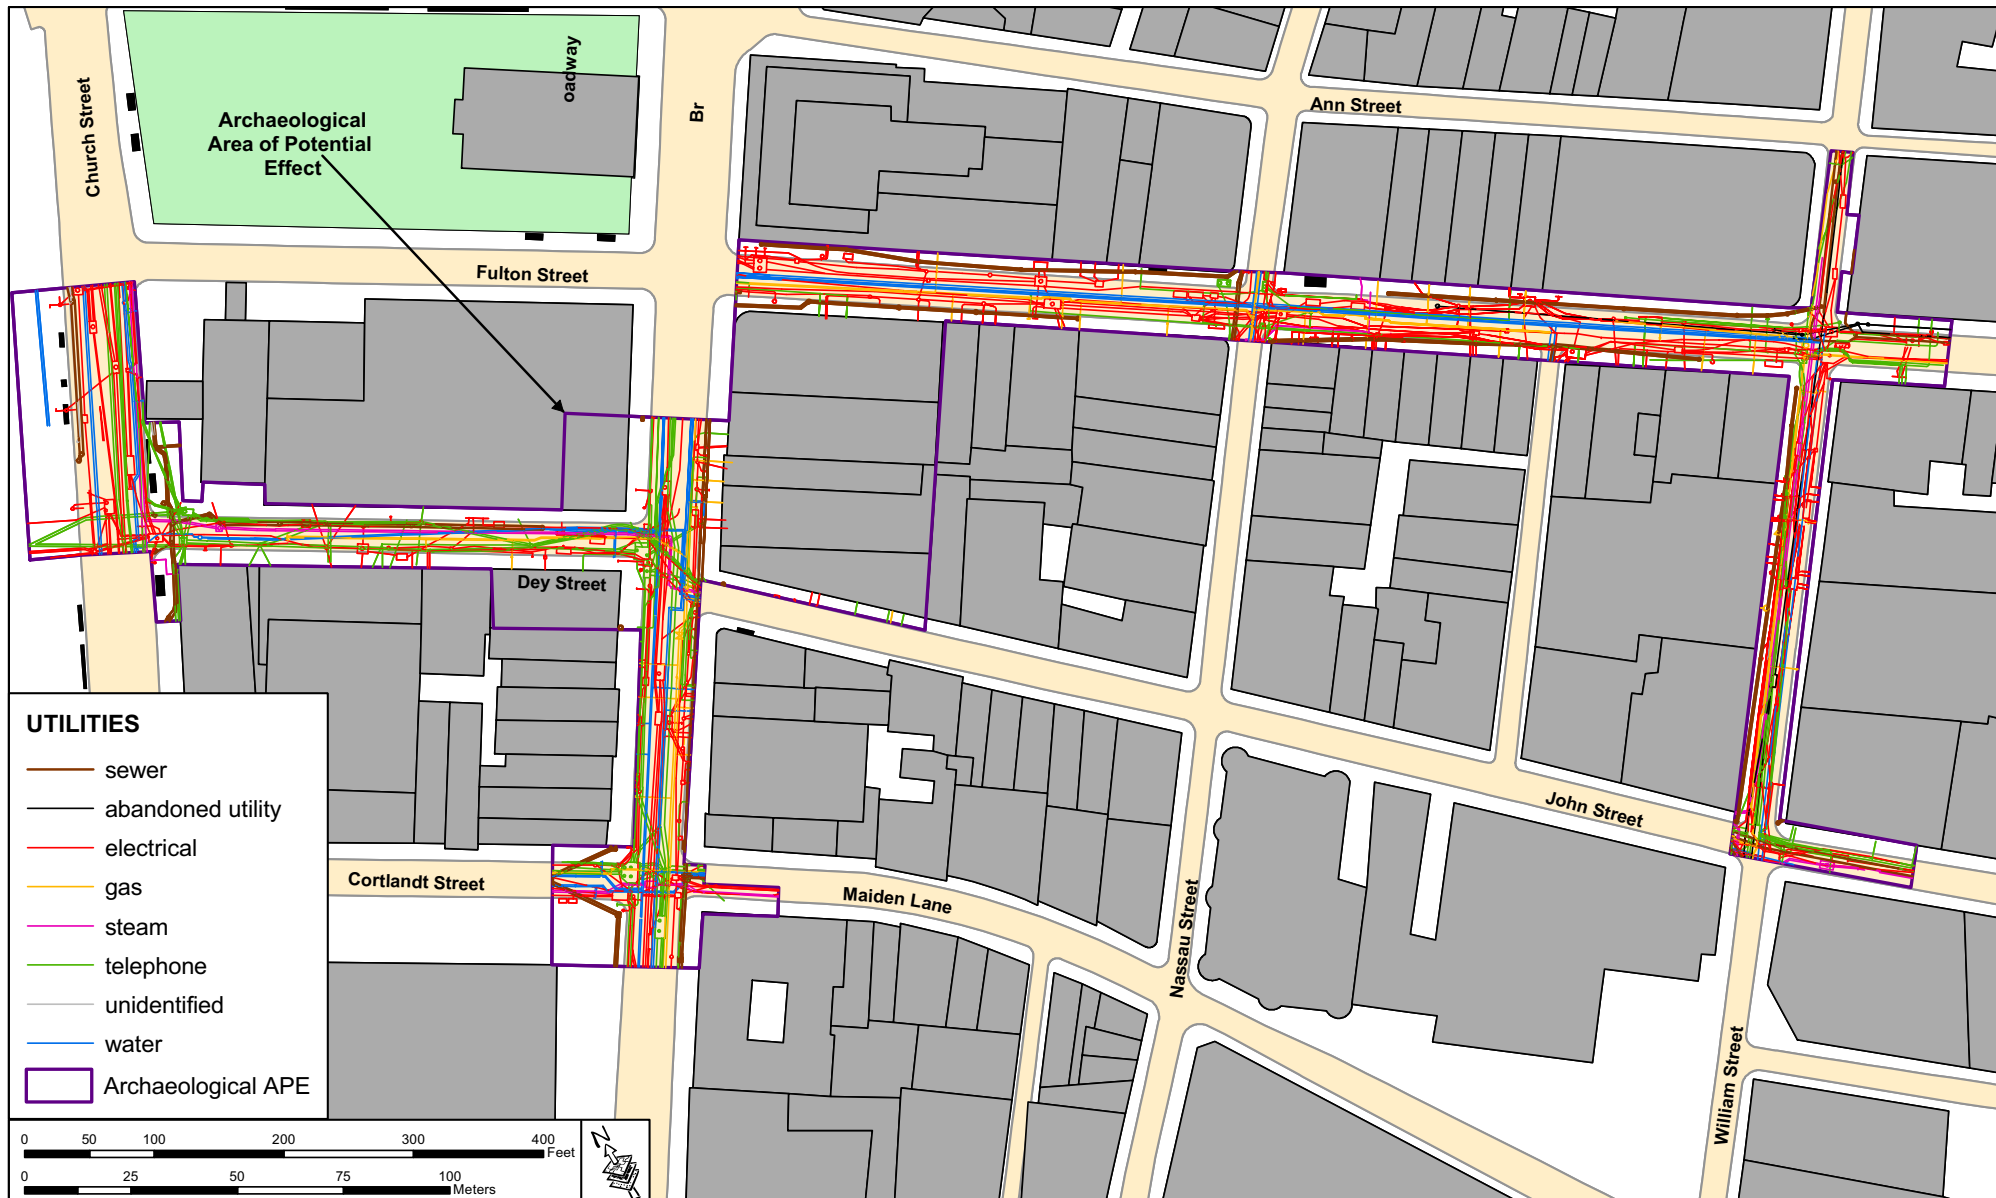 Church Street
oadway
Br
Archaeological
Area of Potential
Effect
Ann Street
Fulton Street
Dey Street
Cortlandt Street
Maiden Lane
Nassau Street
John Street
William Street
UTILITIES
sewer
abandoned utility
electrical
gas
steam
telephone
unidentified
water
Archaeological APE
0 50 100 200 300 400
Feet
0 25 50 75 100
Meters
N